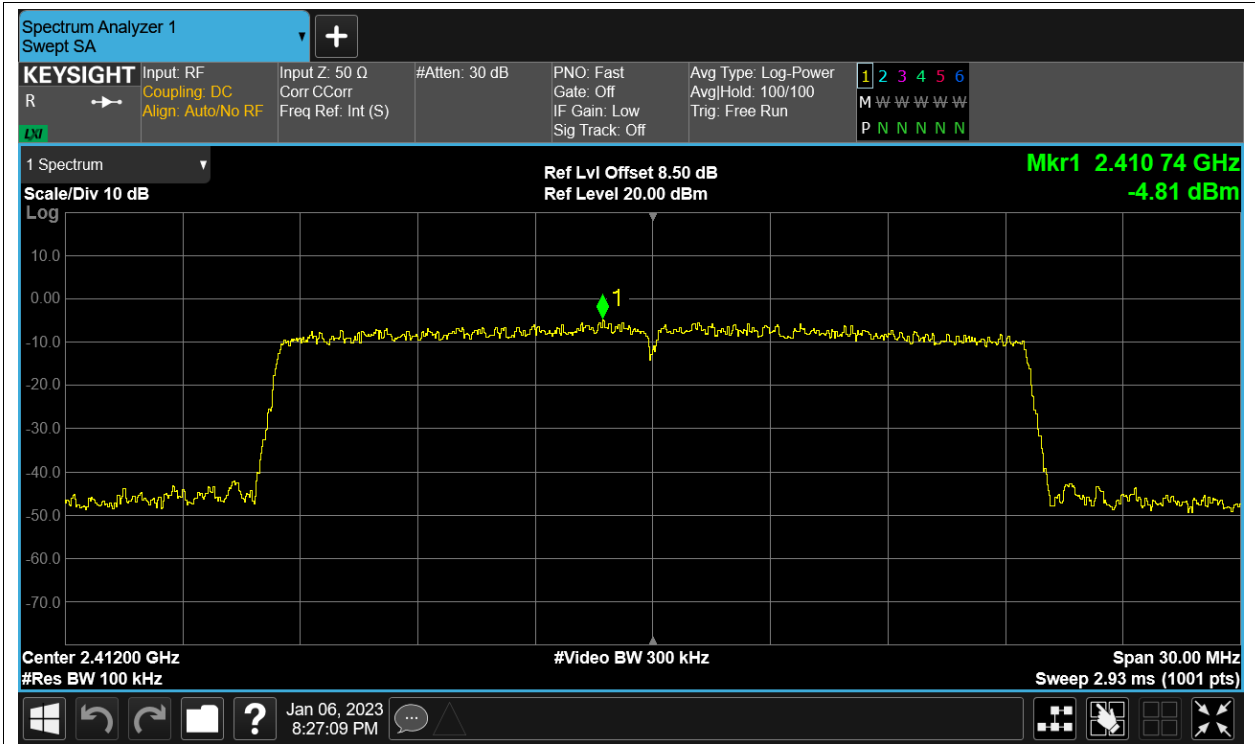 Spectrum Analyzer 1
Swept SA
KEYSIGHT
R
LXI
Input: RF
Coupling: DC
Align: Auto/No RF
Input Z: 50 Ω
Corr CCorr
Freq Ref: Int (S)
#Atten: 30 dB
PNO: Fast
Gate: Off
IF Gain: Low
Sig Track: Off
Avg Type: Log-Power
Avg|Hold: 100/100
Trig: Free Run
1 2 3 4 5 6
M W W W W W
P N N N N N
1 Spectrum
Scale/Div 10 dB
Log
Ref Lvl Offset 8.50 dB
Ref Level 20.00 dBm
Mkr1 2.410 74 GHz
-4.81 dBm
10.0
0.00
1
-10.0
-20.0
-30.0
-40.0
-50.0
-60.0
-70.0
Center 2.41200 GHz
#Res BW 100 kHz
#Video BW 300 kHz
Span 30.00 MHz
Sweep 2.93 ms (1001 pts)
?
Jan 06, 2023
8:27:09 PM